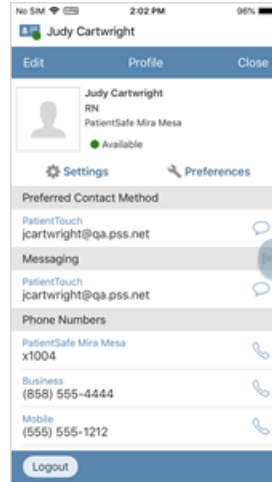 No SIM 2:02 PM 96%
Judy Cartwright
Edit Profile Close
Judy Cartwright
RN
PatientSafe Mira Mesa
Available
Settings Preferences
Preferred Contact Method
PatientTouch
jcartwright@qa.pss.net
Messaging
PatientTouch
jcartwright@qa.pss.net
Phone Numbers
PatientSafe Mira Mesa
x1004
Business
(858) 555-4444
Mobile
(555) 555-1212
Logout